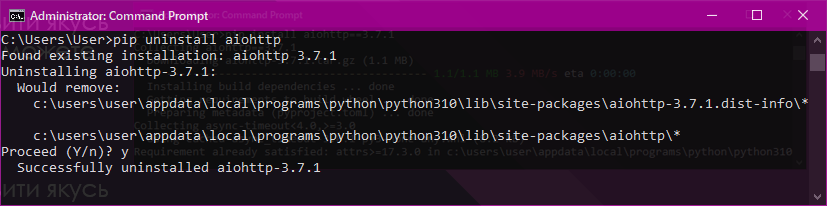 Administrator: Command Prompt
C:\Users\User>pip uninstall aiohttp
Found existing installation: aiohttp 3.7.1
Uninstalling aiohttp-3.7.1:
  Would remove:
    c:\users\user\appdata\local\programs\python\python310\lib\site-packages\aiohttp-3.7.1.dist-info\*
    c:\users\user\appdata\local\programs\python\python310\lib\site-packages\aiohttp\*
Proceed (Y/n)? y
  Successfully uninstalled aiohttp-3.7.1